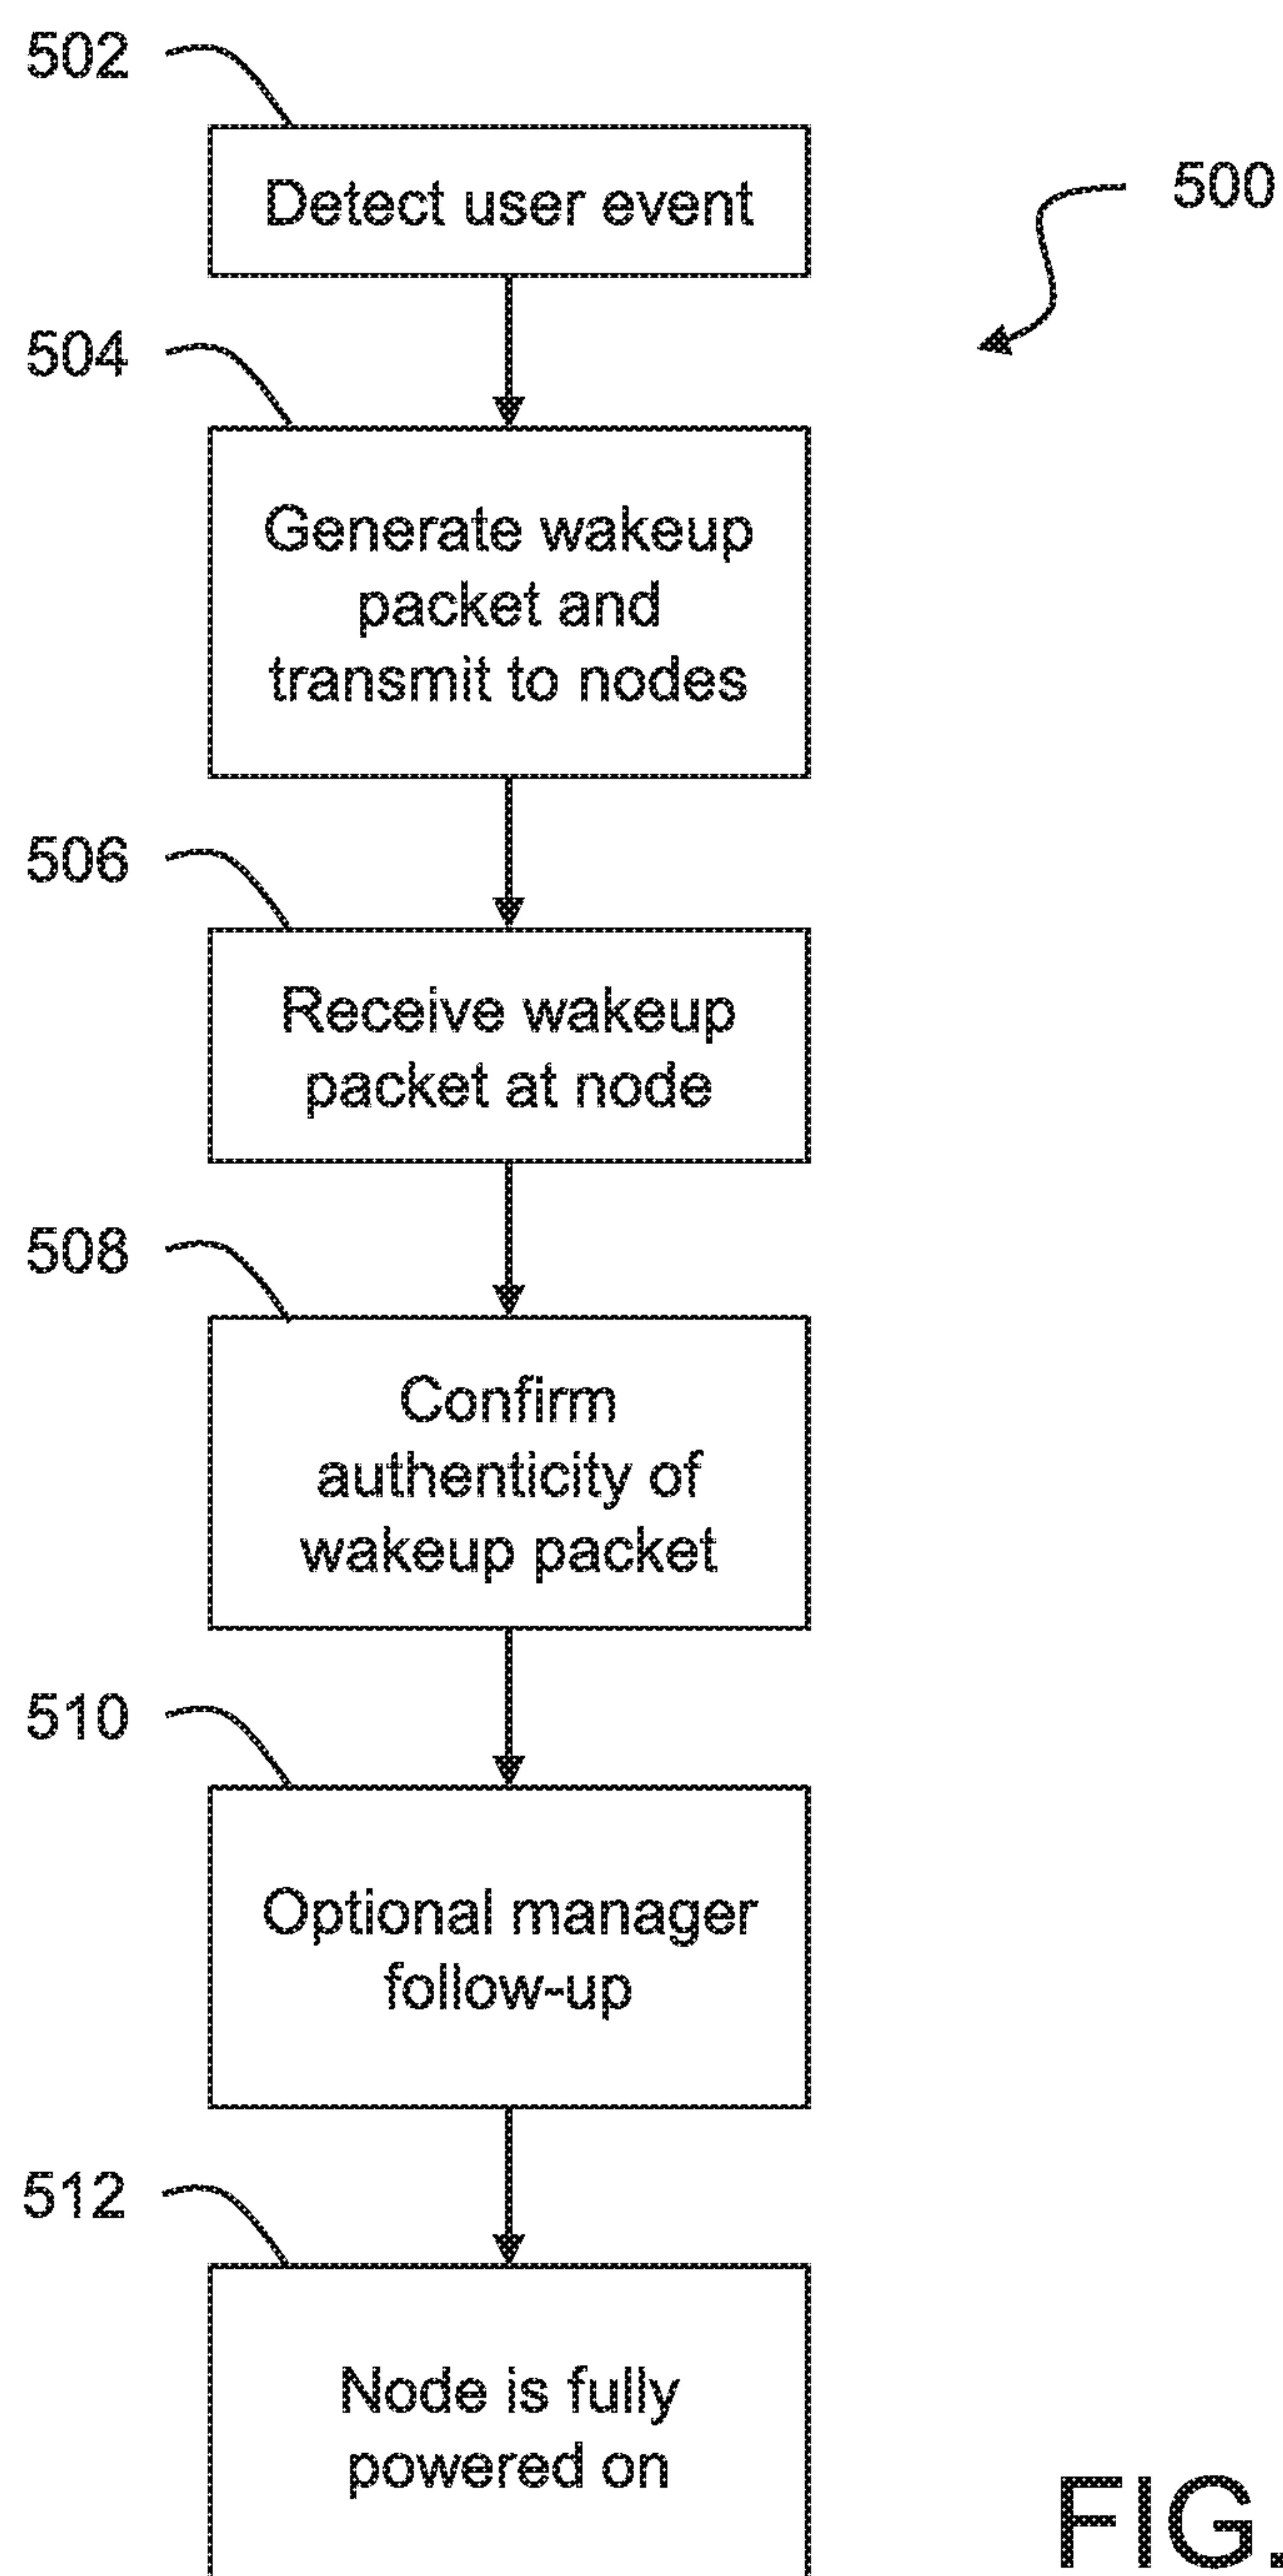 502
Detect user event
500
504
Generate wakeup
packet and
transmit to nodes
506
Receive wakeup
packet at node
508
Confirm
authenticity of
wakeup packet
510
Optional manager
follow-up
512
Node is fully
powered on
FIG.